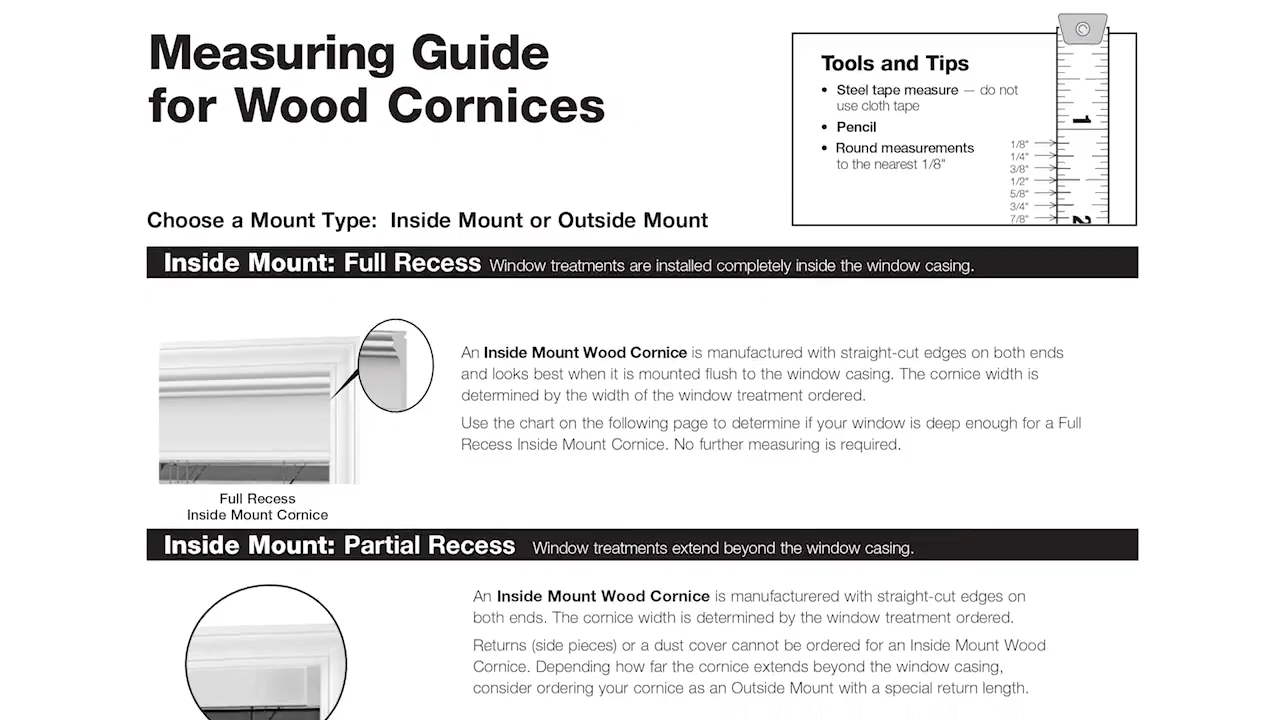 Measuring Guide
for Wood Cornices
Tools and Tips
• Steel tape measure — do not
use cloth tape
• Pencil
• Round measurements
to the nearest 1/8"
1
1/8"
1/4"
3/8"
1/2"
5/8"
3/4"
7/8"
2
Choose a Mount Type: Inside Mount or Outside Mount
Inside Mount: Full Recess Window treatments are installed completely inside the window casing.
An Inside Mount Wood Cornice is manufactured with straight-cut edges on both ends
and looks best when it is mounted flush to the window casing. The cornice width is
determined by the width of the window treatment ordered.
Use the chart on the following page to determine if your window is deep enough for a Full
Recess Inside Mount Cornice. No further measuring is required.
Full Recess
Inside Mount Cornice
Inside Mount: Partial Recess Window treatments extend beyond the window casing.
An Inside Mount Wood Cornice is manufacturered with straight-cut edges on
both ends. The cornice width is determined by the window treatment ordered.
Returns (side pieces) or a dust cover cannot be ordered for an Inside Mount Wood
Cornice. Depending how far the cornice extends beyond the window casing,
consider ordering your cornice as an Outside Mount with a special return length.